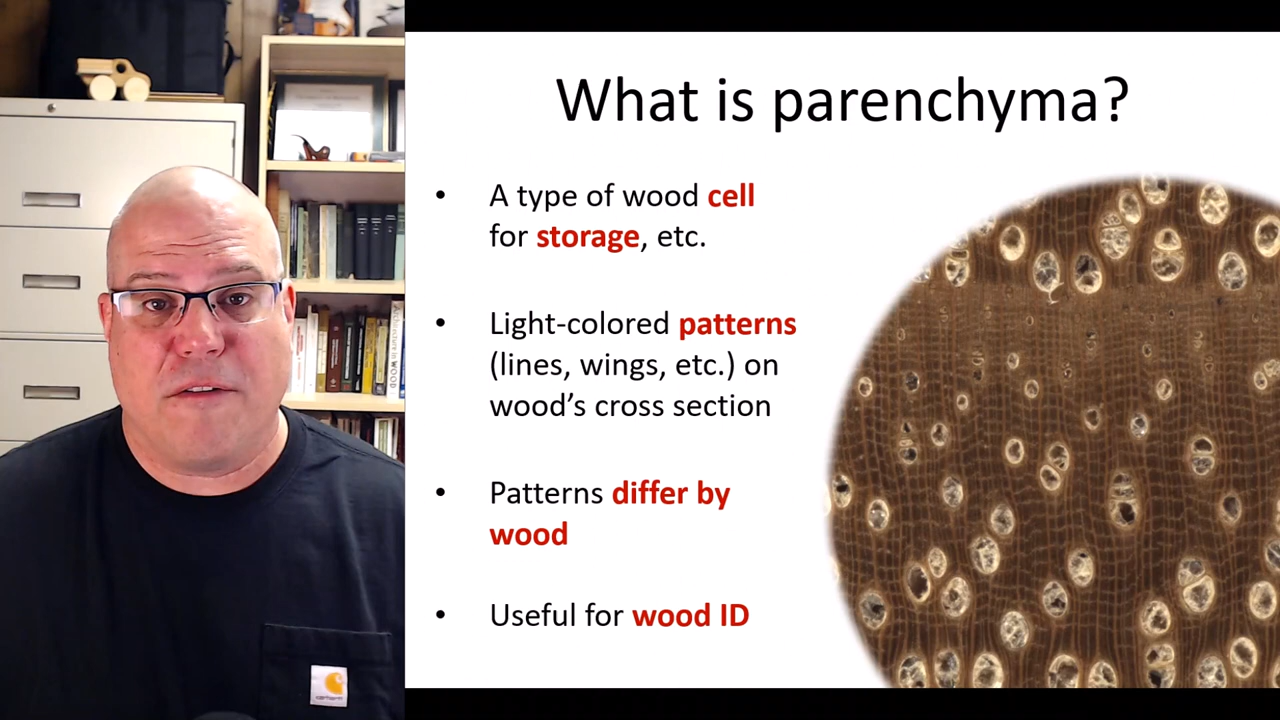 What is parenchyma?
• A type of wood cell
for storage, etc.
• Light-colored patterns
(lines, wings, etc.) on
wood’s cross section
• Patterns differ by
wood
• Useful for wood ID
carhartt